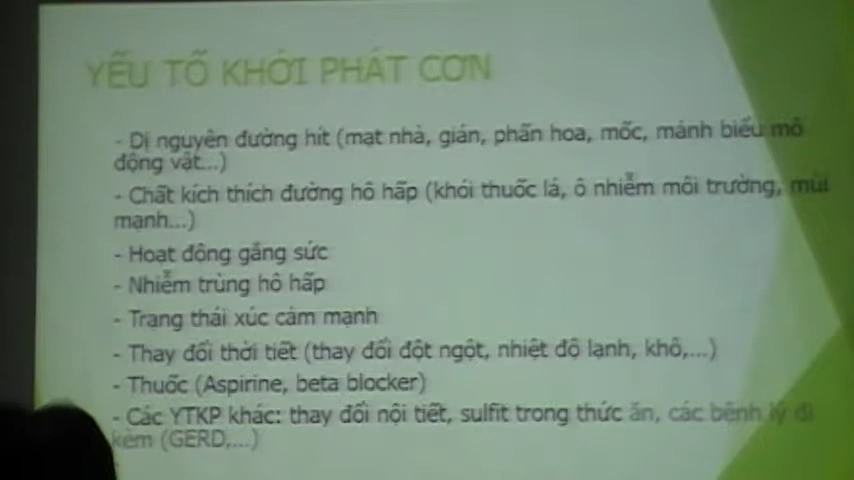 YẾU TỐ KHỞI PHÁT CƠN
- Dị nguyên đường hít (mạt nhà, gián, phấn hoa, mốc, mảnh biểu mô
động vật...)
- Chất kích thích đường hô hấp (khói thuốc lá, ô nhiễm môi trường, mùi
mạnh...)
- Hoạt động gắng sức
- Nhiễm trùng hô hấp
- Trạng thái xúc cảm mạnh
- Thay đổi thời tiết (thay đổi đột ngột, nhiệt độ lạnh, khô,...)
- Thuốc (Aspirine, beta blocker)
- Các YTKP khác: thay đổi nội tiết, sulfit trong thức ăn, các bệnh lý đi
kèm (GERD,...)